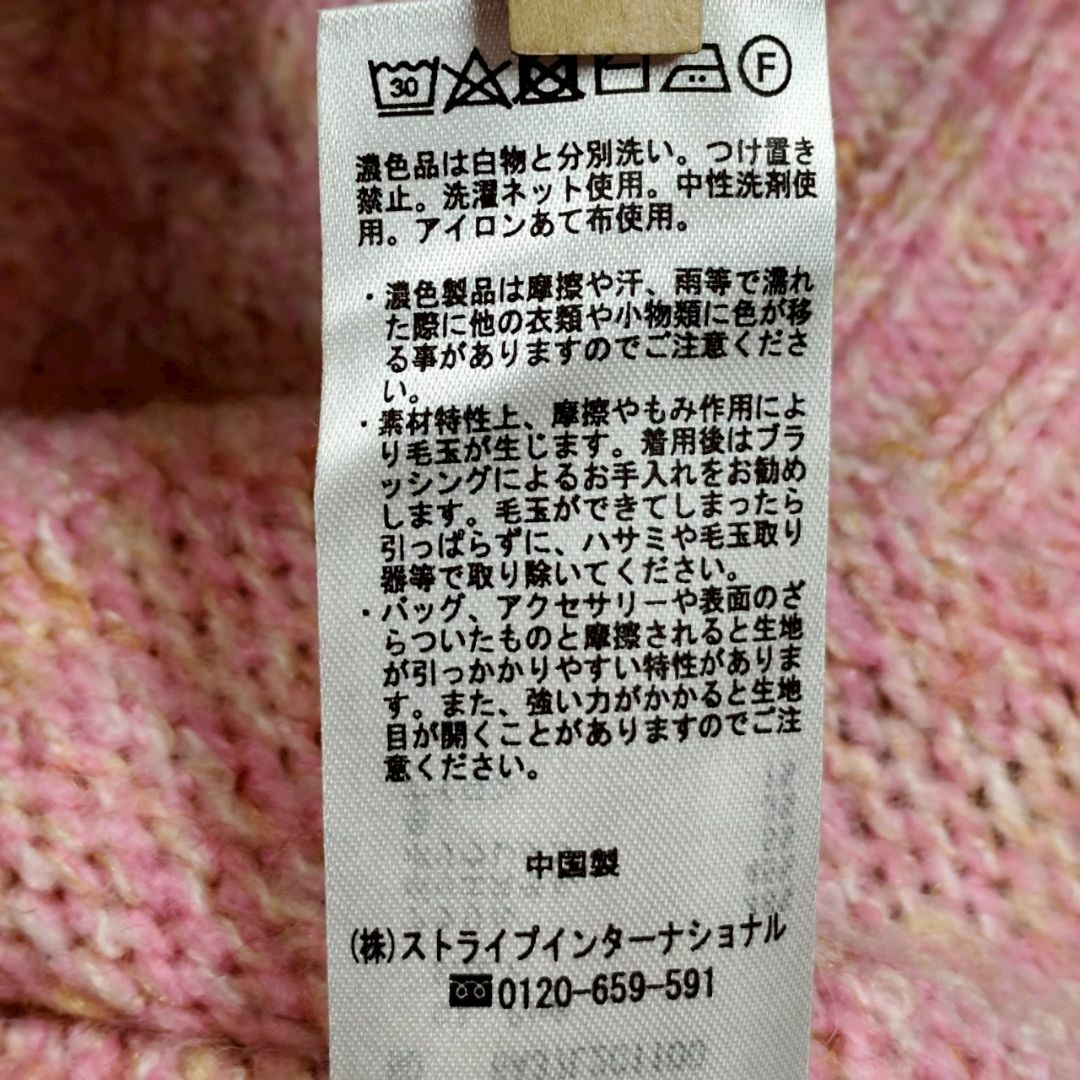 30 F
濃色品は白物と分別洗い。つけ置き
禁止。洗濯ネット使用。中性洗剤使
用。アイロンあて布使用。
・濃色製品は摩擦や汗、雨等で濡れ
た際に他の衣類や小物類に色が移
る事がありますのでご注意くださ
い。
・素材特性上、摩擦やもみ作用によ
り毛玉が生じます。着用後はブラ
ッシングによるお手入れをお勧め
します。毛玉ができてしまったら
引っぱらずに、ハサミや毛玉取り
器等で取り除いてください。
・バッグ、アクセサリーや表面のざ
らついたものと摩擦されると生地
が引っかかりやすい特性がありま
す。また、強い力がかかると生地
目が開くことがありますのでご注
意ください。
中国製
(株)ストライプインターナショナル
0120-659-591